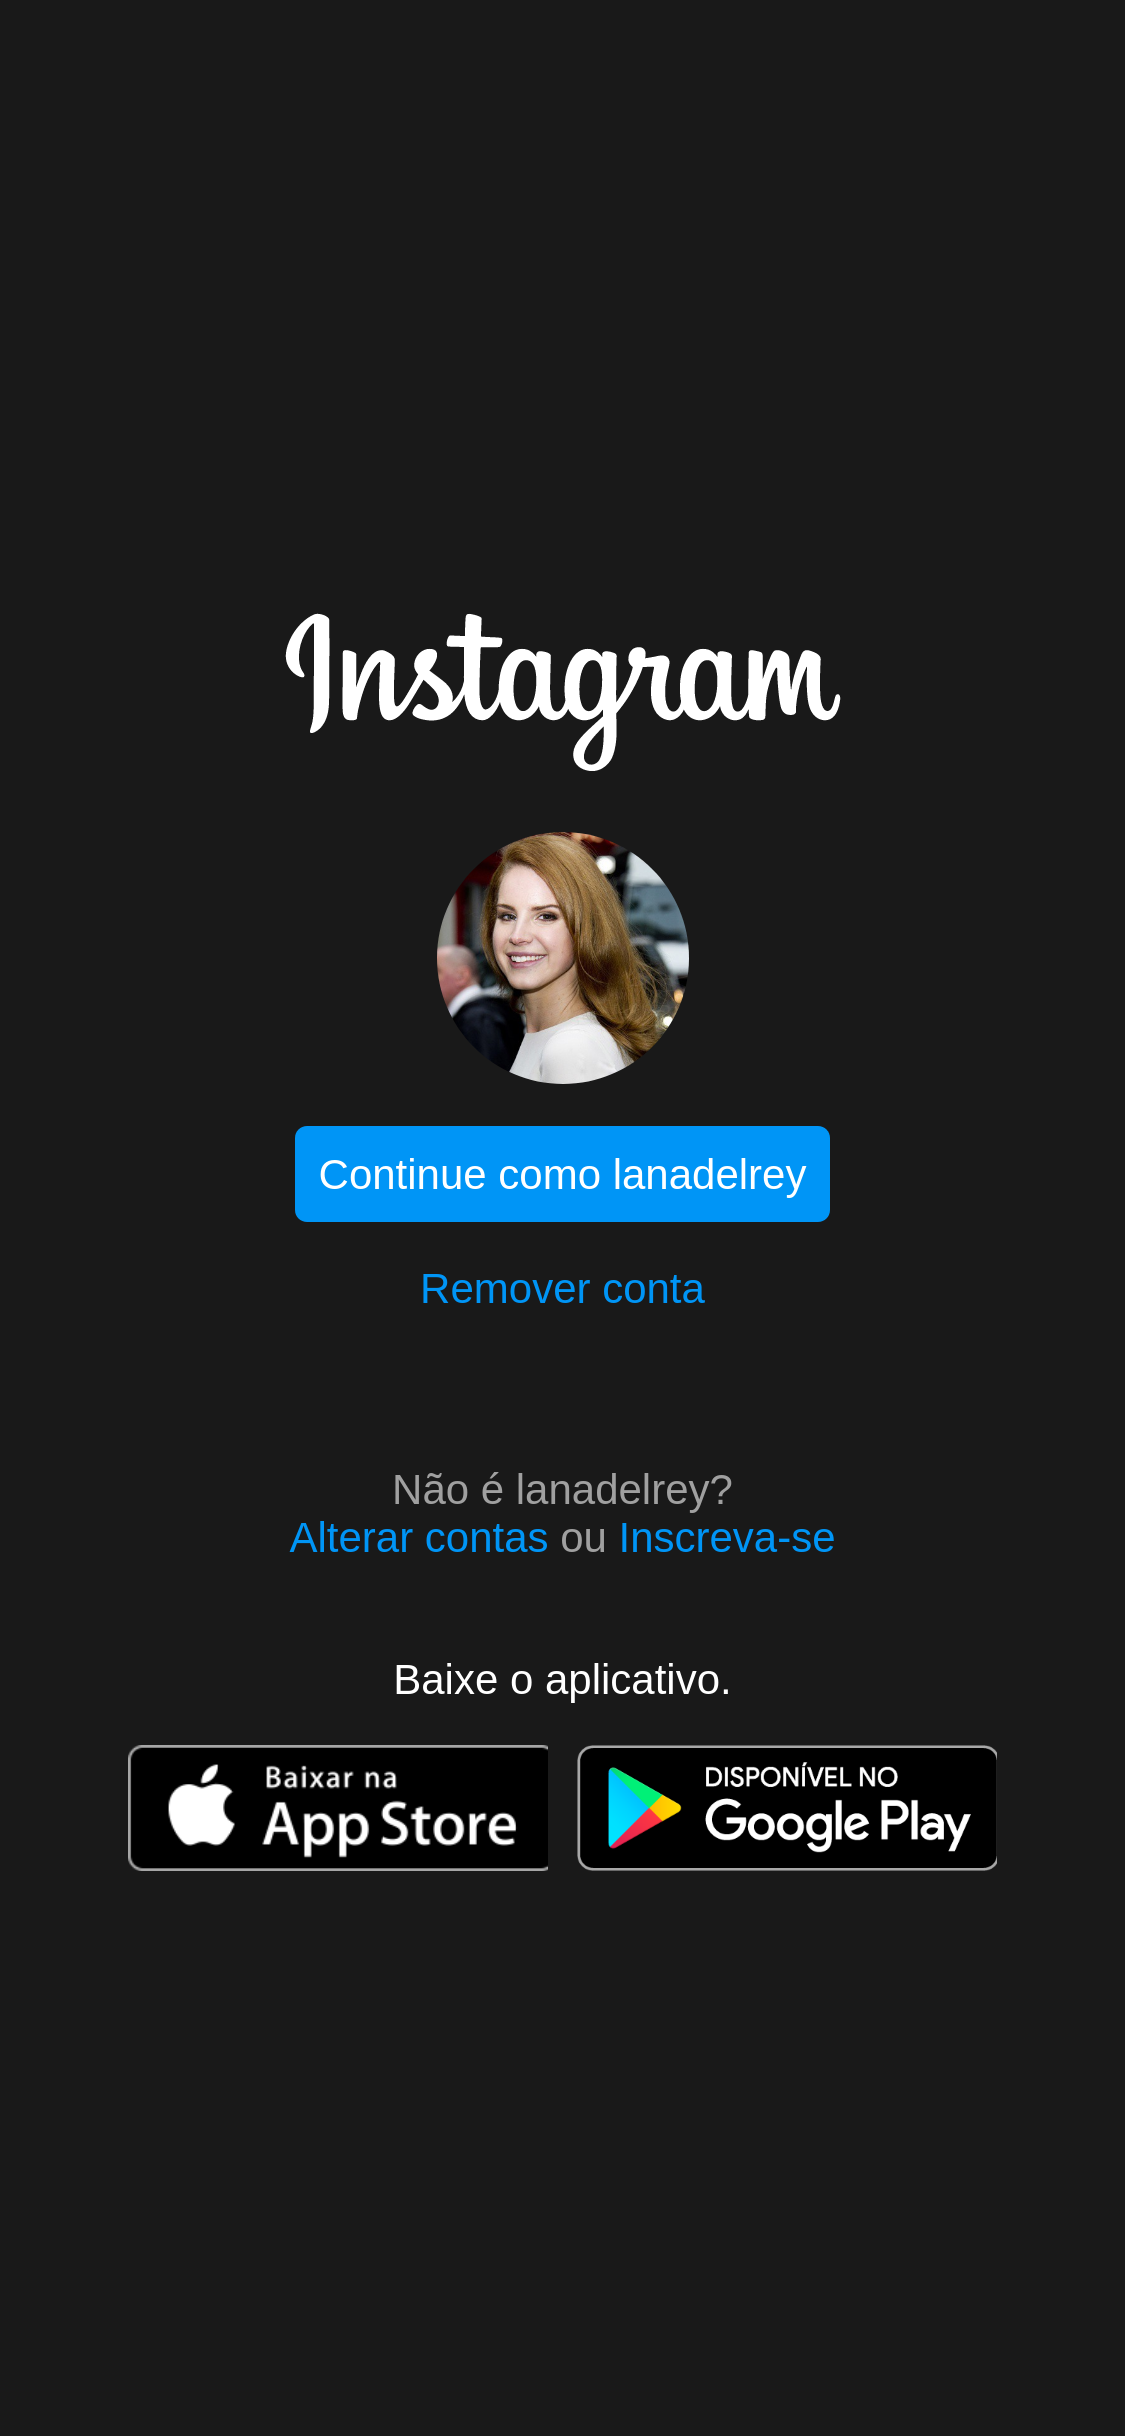 Instagram
Continue como lanadelrey
Remover conta
Não é lanadelrey?
Alterar contas ou Inscreva-se
Baixe o aplicativo.
Baixar na
App Store
DISPONÍVEL NO
Google Play